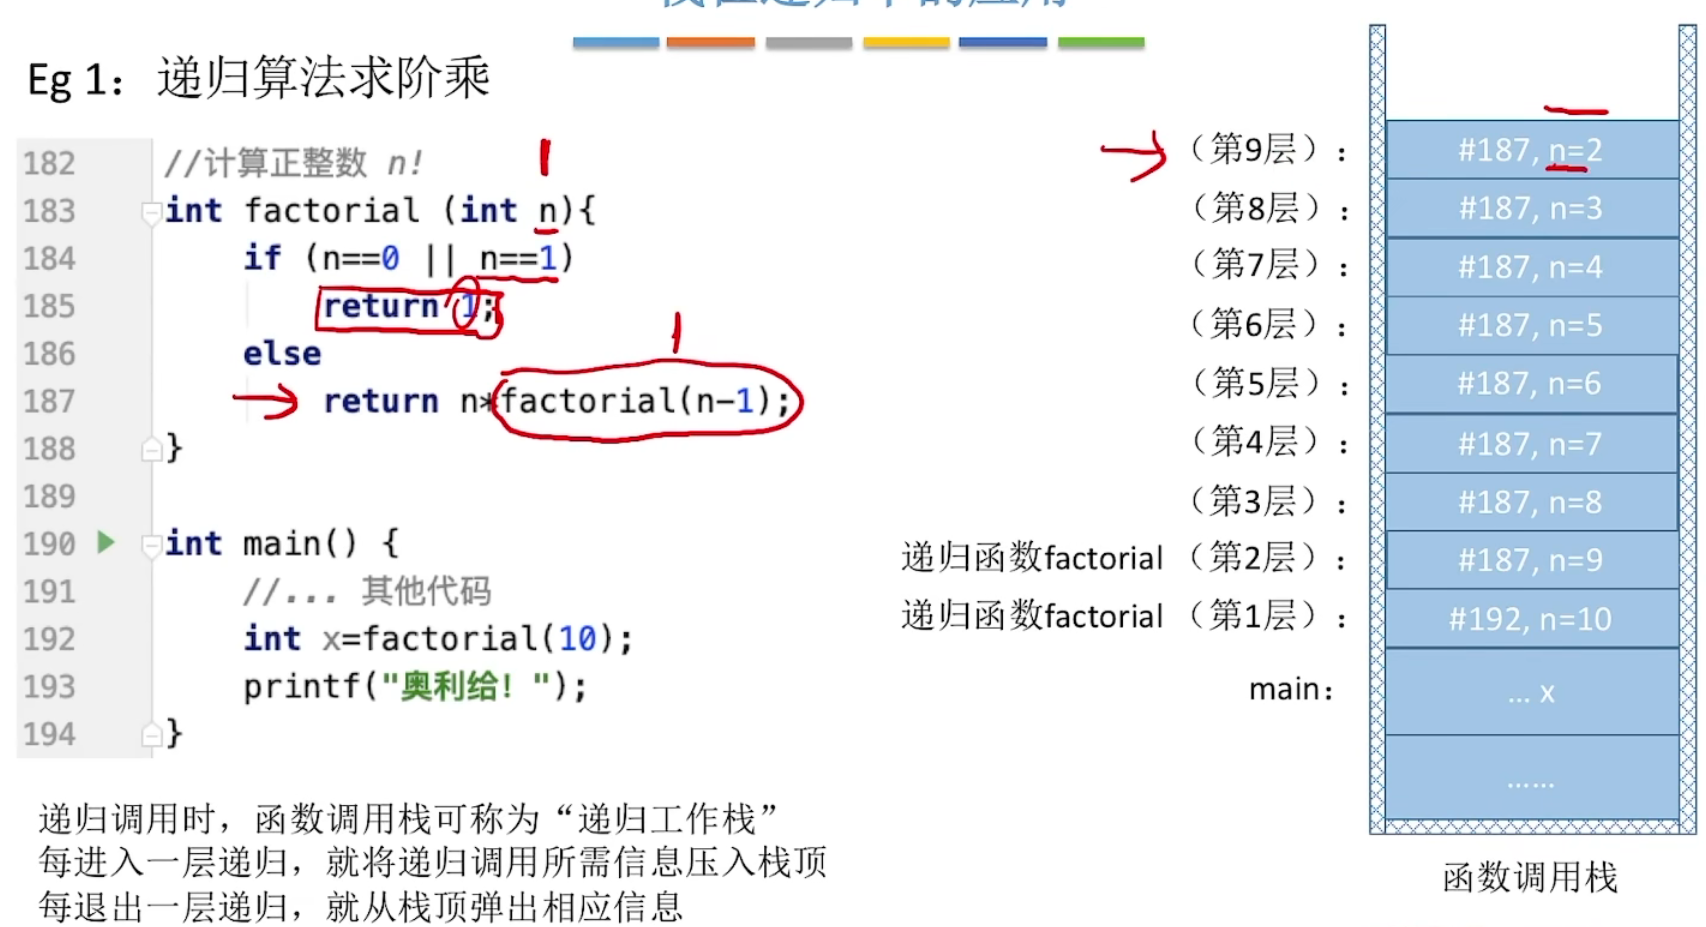 Eg 1：递归算法求阶乘
182 //计算正整数 n!
183 int factorial (int n){
184 if (n==0 || n==1)
185 return 1;
186 else
187 return n*factorial(n-1);
188 }
189
190 int main() {
191 //... 其他代码
192 int x=factorial(10);
193 printf("奥利给！");
194 }
1
1
（第9层）： #187, n=2
（第8层）： #187, n=3
（第7层）： #187, n=4
（第6层）： #187, n=5
（第5层）： #187, n=6
（第4层）： #187, n=7
（第3层）： #187, n=8
递归函数factorial （第2层）： #187, n=9
递归函数factorial （第1层）： #192, n=10
main： ... x
......
函数调用栈
递归调用时，函数调用栈可称为“递归工作栈”
每进入一层递归，就将递归调用所需信息压入栈顶
每退出一层递归，就从栈顶弹出相应信息